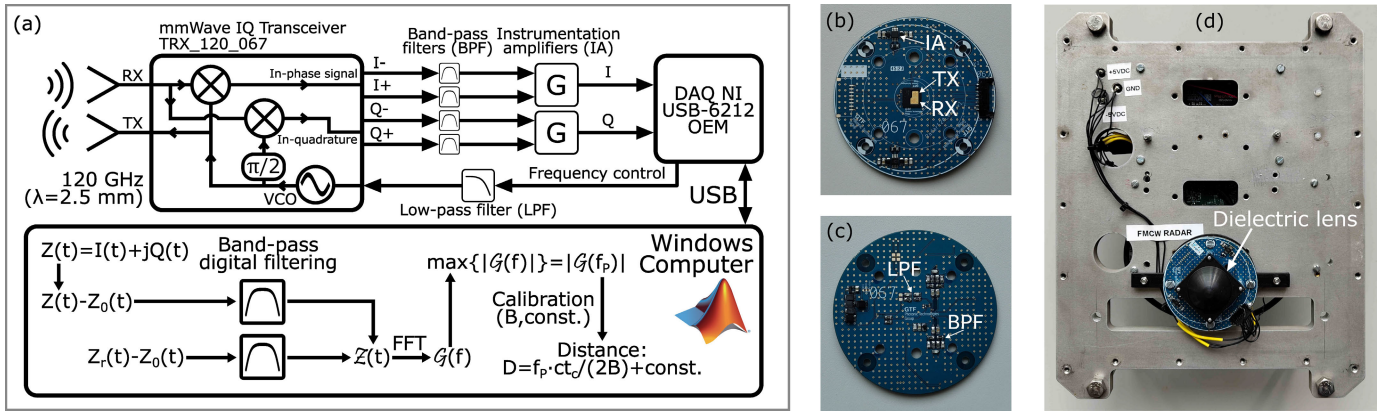 (a)
mmWave IQ Transceiver
TRX_120_067
Band-pass
filters (BPF)
Instrumentation
amplifiers (IA)
RX
TX
In-phase signal
In-quadrature
π/2
VCO
120 GHz
(λ=2.5 mm)
I-
I+
Q-
Q+
G
G
I
Q
DAQ NI
USB-6212
OEM
Frequency control
Low-pass filter (LPF)
USB
Z(t)=I(t)+jQ(t)
Z(t)-Z₀(t)
Zᵣ(t)-Z₀(t)
Band-pass
digital filtering
𝒵(t)
FFT
𝒢(f)
max{|𝒢(f)|}=|𝒢(fₚ)|
Calibration
(B,const.)
Distance:
D=fₚ·ct_c/(2B)+const.
Windows
Computer
(b)
IA
TX
RX
067
(c)
LPF
067
GTF
BPF
(d)
+5VDC
GND
-5VDC
FMCW RADAR
Dielectric lens